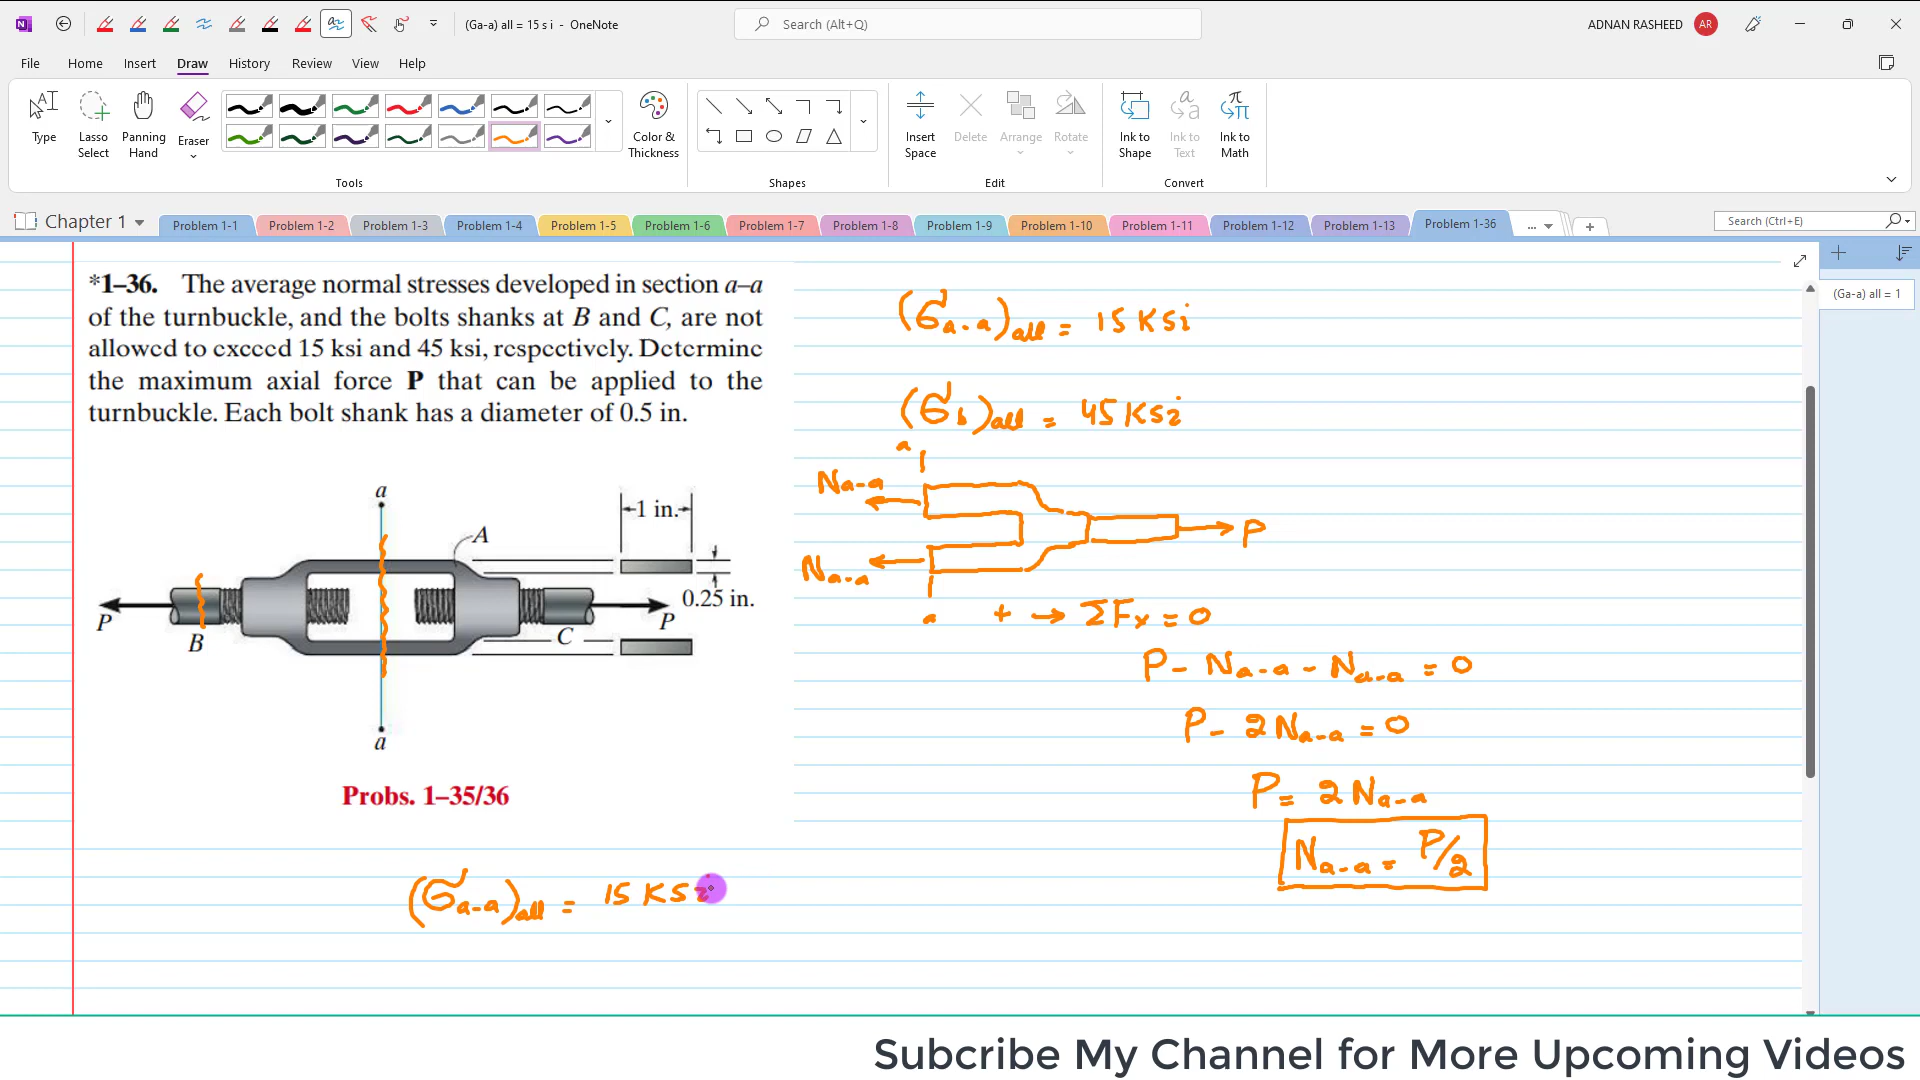 (Ga-a) all = 15 s i - OneNote
Search (Alt+Q)
ADNAN RASHEED
AR
File Home Insert Draw History Review View Help
Type
Lasso Select
Panning Hand
Eraser
Color & Thickness
Insert Space
Delete
Arrange
Rotate
Ink to Shape
Ink to Text
Ink to Math
Tools
Shapes
Edit
Convert
Chapter 1
Problem 1-1
Problem 1-2
Problem 1-3
Problem 1-4
Problem 1-5
Problem 1-6
Problem 1-7
Problem 1-8
Problem 1-9
Problem 1-10
Problem 1-11
Problem 1-12
Problem 1-13
Problem 1-36
...
Search (Ctrl+E)
(Ga-a) all = 1
*1–36. The average normal stresses developed in section a–a
of the turnbuckle, and the bolts shanks at B and C, are not
allowed to exceed 15 ksi and 45 ksi, respectively. Determine
the maximum axial force P that can be applied to the
turnbuckle. Each bolt shank has a diameter of 0.5 in.
a
A
1 in.
0.25 in.
P
B
C
P
a
Probs. 1–35/36
(σa-a)all = 15 KSi
(σb)all = 45 KSi
a
Na-a
P
Na-a
a
+ → ΣFx = 0
P - Na-a - Na-a = 0
P - 2Na-a = 0
P = 2Na-a
Na-a = P/2
(σa-a)all = 15 KSi
Subcribe My Channel for More Upcoming Videos